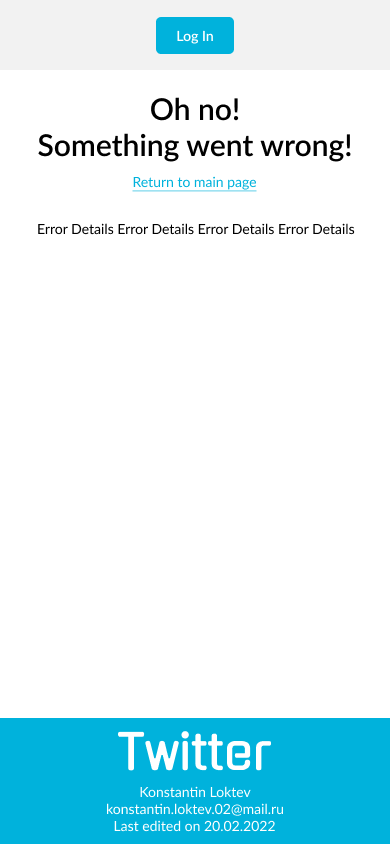 Log In
Oh no!
Something went wrong!
Return to main page
Error Details Error Details Error Details Error Details
Twitter
Konstantin Loktev
konstantin.loktev.02@mail.ru
Last edited on 20.02.2022